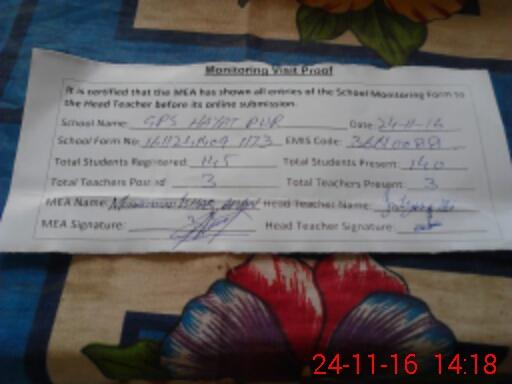 Monitoring Visit Proof
It is certified that the MEA has shown all entries of the School Monitoring Form to
the Head Teacher before its online submission.
School Name: GPS HAYAT PUR Date: 24-11-16
School Form No: EMIS Code:
Total Students Registered: 145 Total Students Present: 140
Total Teachers Posted: 3 Total Teachers Present: 3
MEA Name: Head Teacher Name:
MEA Signature: Head Teacher Signature:
24-11-16 14:18